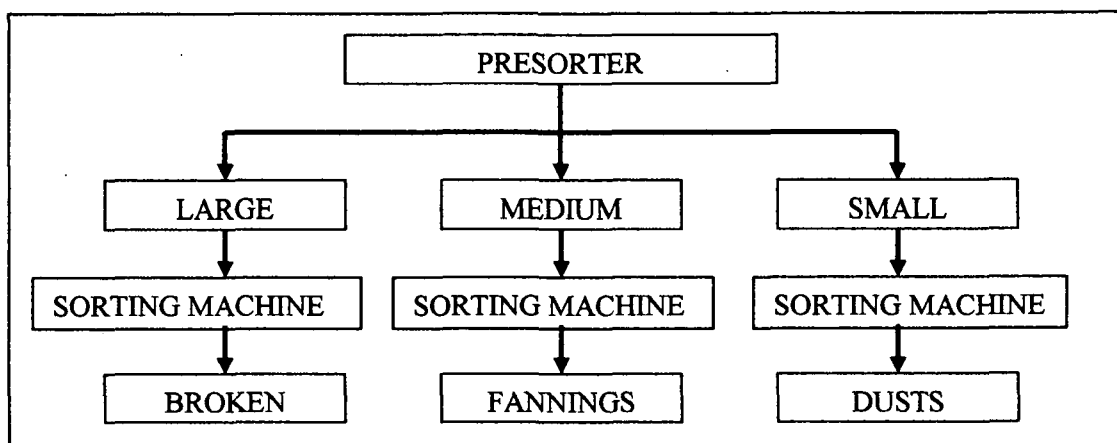 PRESORTER
LARGE MEDIUM SMALL
SORTING MACHINE SORTING MACHINE SORTING MACHINE
BROKEN FANNINGS DUSTS